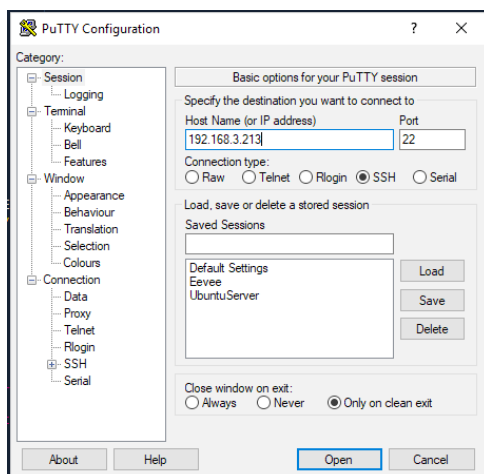 PuTTY Configuration
Category:
Session
Logging
Terminal
Keyboard
Bell
Features
Window
Appearance
Behaviour
Translation
Selection
Colours
Connection
Data
Proxy
Telnet
Rlogin
SSH
Serial
Basic options for your PuTTY session
Specify the destination you want to connect to
Host Name (or IP address) Port
192.168.3.213 22
Connection type:
Raw Telnet Rlogin SSH Serial
Load, save or delete a stored session
Saved Sessions
Default Settings
Eevee
UbuntuServer
Load
Save
Delete
Close window on exit:
Always Never Only on clean exit
About Help Open Cancel